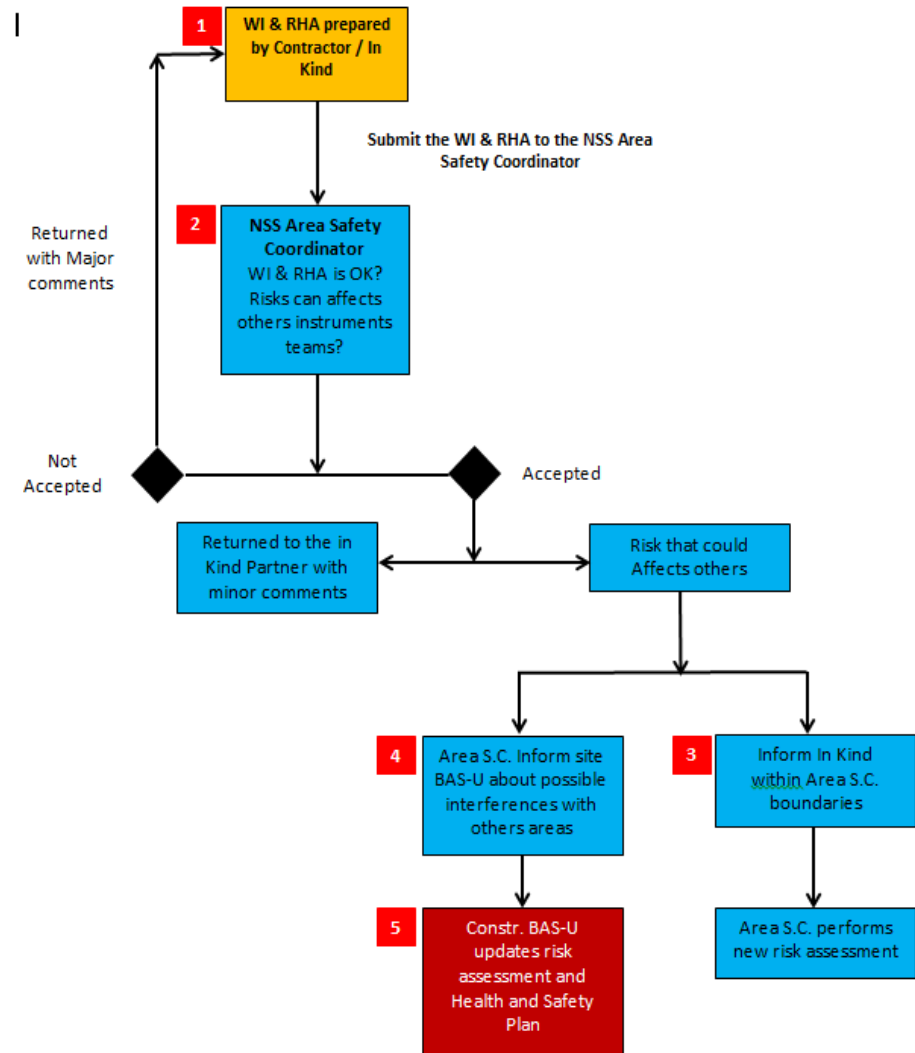 1
WI & RHA prepared
by Contractor / In
Kind
Submit the WI & RHA to the NSS Area
Safety Coordinator
2
NSS Area Safety
Coordinator
WI & RHA is OK?
Risks can affects
others instruments
teams?
Returned
with Major
comments
Not
Accepted
Accepted
Returned to the in
Kind Partner with
minor comments
Risk that could
Affects others
4
Area S.C. Inform site
BAS-U about possible
interferences with
others areas
3
Inform In Kind
within Area S.C.
boundaries
5
Constr. BAS-U
updates risk
assessment and
Health and Safety
Plan
Area S.C. performs
new risk assessment